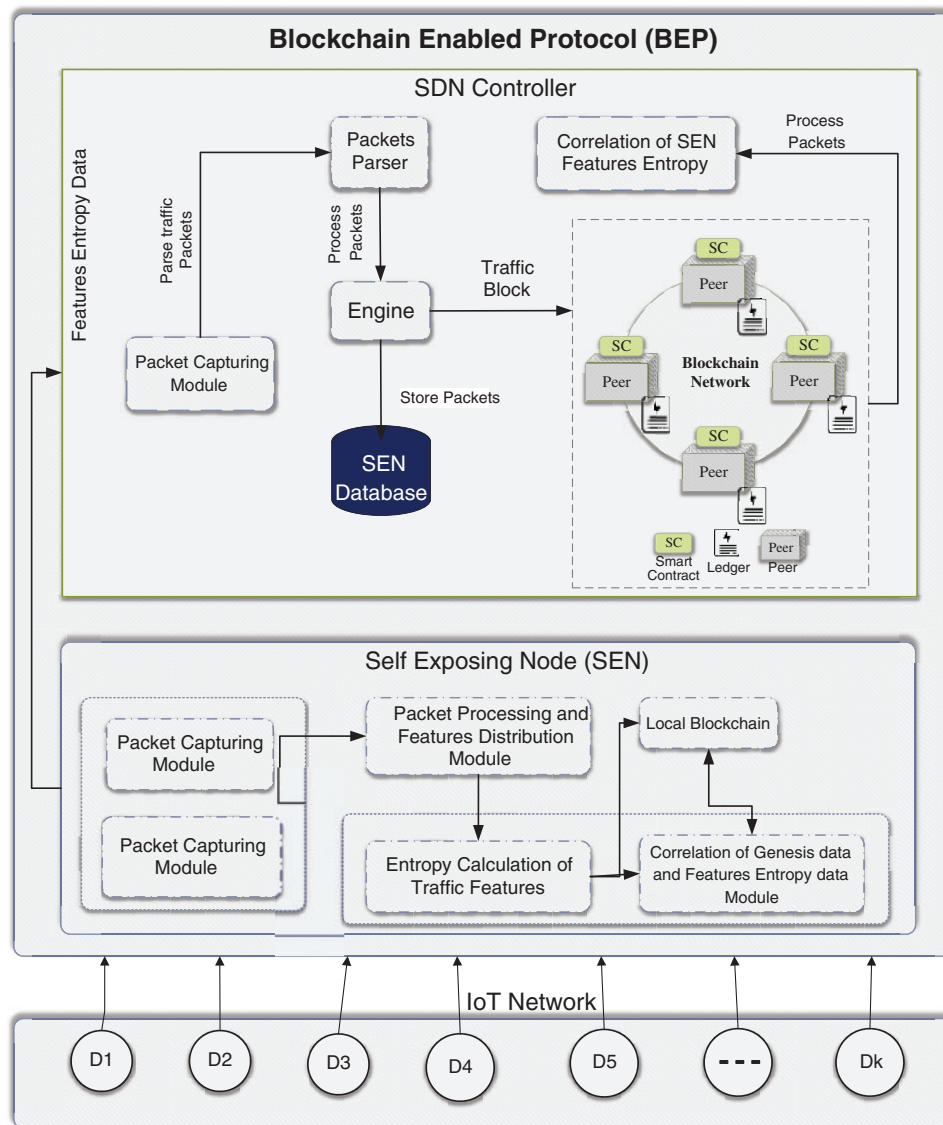 Blockchain Enabled Protocol (BEP)
SDN Controller
Features Entropy Data
Parse traffic
Packets
Packets
Parser
Process
Packets
Engine
Packet Capturing
Module
Store Packets
SEN
Database
Traffic
Block
Correlation of SEN
Features Entropy
Process
Packets
SC
Peer
SC
Peer
Blockchain
Network
SC
Peer
SC
Peer
SC
Smart
Contract
Ledger
Peer
Peer
Self Exposing Node (SEN)
Packet Capturing
Module
Packet Capturing
Module
Packet Processing and
Features Distribution
Module
Local Blockchain
Entropy Calculation of
Traffic Features
Correlation of Genesis data
and Features Entropy data
Module
IoT Network
D1
D2
D3
D4
D5
---
Dk